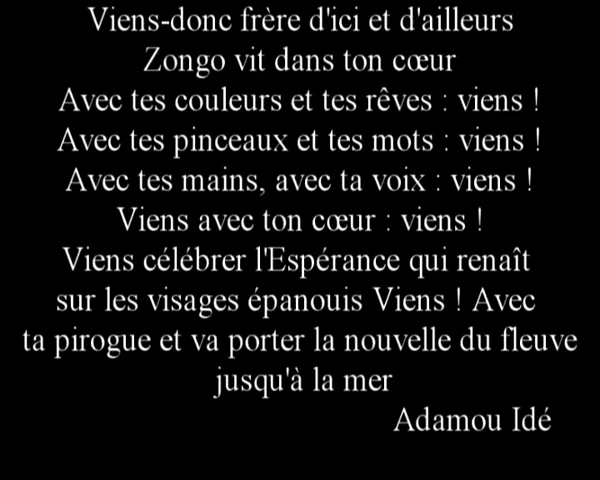 Viens-donc frère d'ici et d'ailleurs
Zongo vit dans ton cœur
Avec tes couleurs et tes rêves : viens !
Avec tes pinceaux et tes mots : viens !
Avec tes mains, avec ta voix : viens !
Viens avec ton cœur : viens !
Viens célébrer l'Espérance qui renaît
sur les visages épanouis Viens ! Avec
ta pirogue et va porter la nouvelle du fleuve
jusqu'à la mer
Adamou Idé